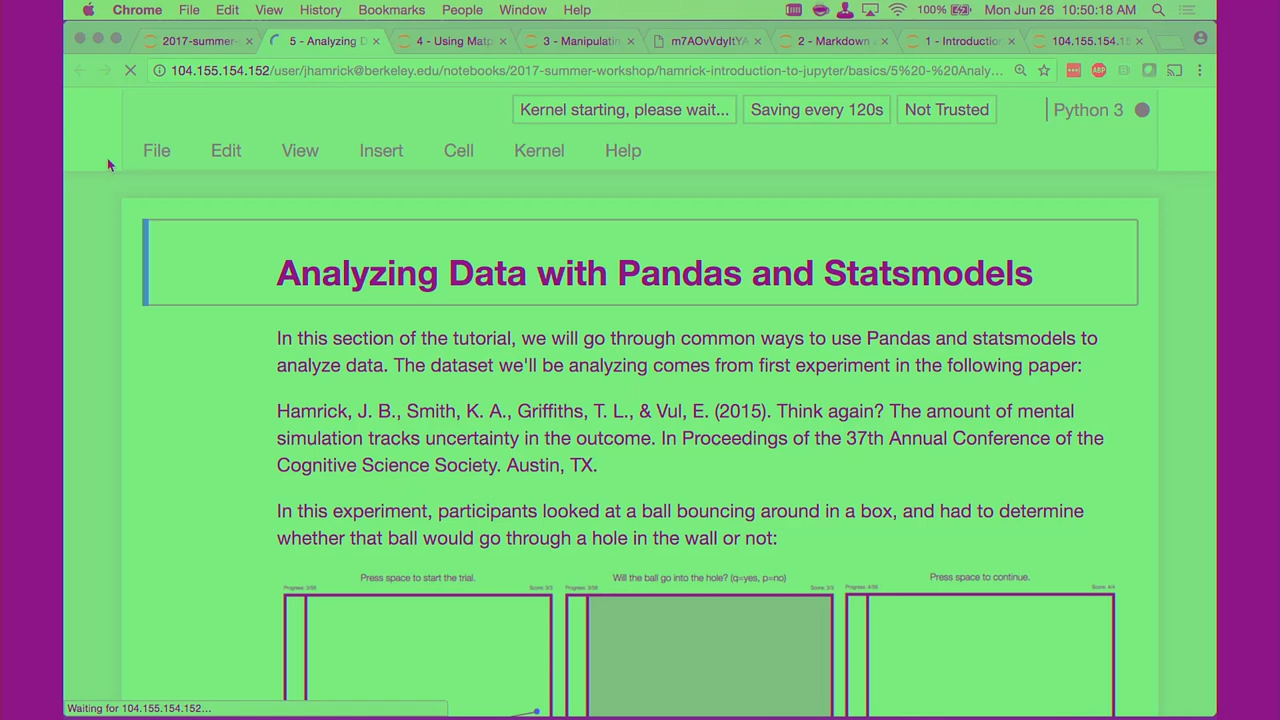 Chrome File Edit View History Bookmarks People Window Help 100% Mon Jun 26 10:50:18 AM
2017-summer- 5 - Analyzing D 4 - Using Matp 3 - Manipulatin m7AOvVdyItYA 2 - Markdown 1 - Introduction 104.155.154.15
104.155.154.152/user/jhamrick@berkeley.edu/notebooks/2017-summer-workshop/hamrick-introduction-to-jupyter/basics/5%20-%20Analy... ABP
Kernel starting, please wait... Saving every 120s Not Trusted Python 3
File Edit View Insert Cell Kernel Help
Analyzing Data with Pandas and Statsmodels
In this section of the tutorial, we will go through common ways to use Pandas and statsmodels to
analyze data. The dataset we'll be analyzing comes from first experiment in the following paper:
Hamrick, J. B., Smith, K. A., Griffiths, T. L., & Vul, E. (2015). Think again? The amount of mental
simulation tracks uncertainty in the outcome. In Proceedings of the 37th Annual Conference of the
Cognitive Science Society. Austin, TX.
In this experiment, participants looked at a ball bouncing around in a box, and had to determine
whether that ball would go through a hole in the wall or not:
Press space to start the trial. Will the ball go into the hole? (q=yes, p=no) Press space to continue.
Waiting for 104.155.154.152...